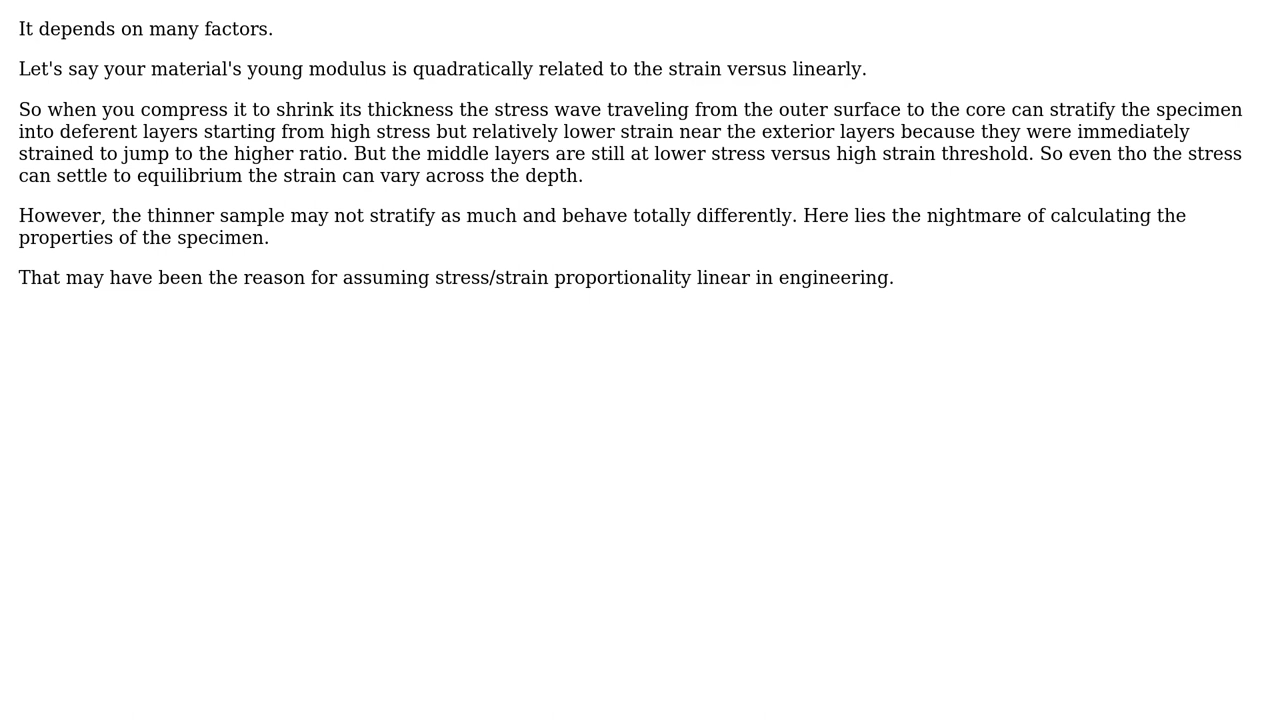 It depends on many factors.
Let's say your material's young modulus is quadratically related to the strain versus linearly.
So when you compress it to shrink its thickness the stress wave traveling from the outer surface to the core can stratify the specimen
into deferent layers starting from high stress but relatively lower strain near the exterior layers because they were immediately
strained to jump to the higher ratio. But the middle layers are still at lower stress versus high strain threshold. So even tho the stress
can settle to equilibrium the strain can vary across the depth.
However, the thinner sample may not stratify as much and behave totally differently. Here lies the nightmare of calculating the
properties of the specimen.
That may have been the reason for assuming stress/strain proportionality linear in engineering.